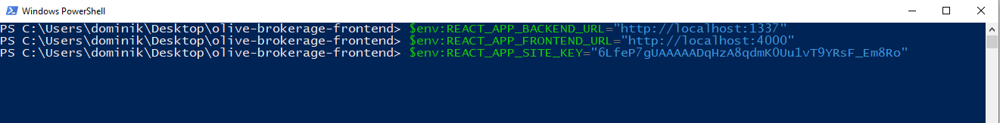 Windows PowerShell
PS C:\Users\dominik\Desktop\olive-brokerage-frontend> $env:REACT_APP_BACKEND_URL="http://localhost:1337"
PS C:\Users\dominik\Desktop\olive-brokerage-frontend> $env:REACT_APP_FRONTEND_URL="http://localhost:4000"
PS C:\Users\dominik\Desktop\olive-brokerage-frontend> $env:REACT_APP_SITE_KEY="6LfeP7gUAAAAADqHzA8qdmK0Uu1vT9YRsF_Em8Ro"